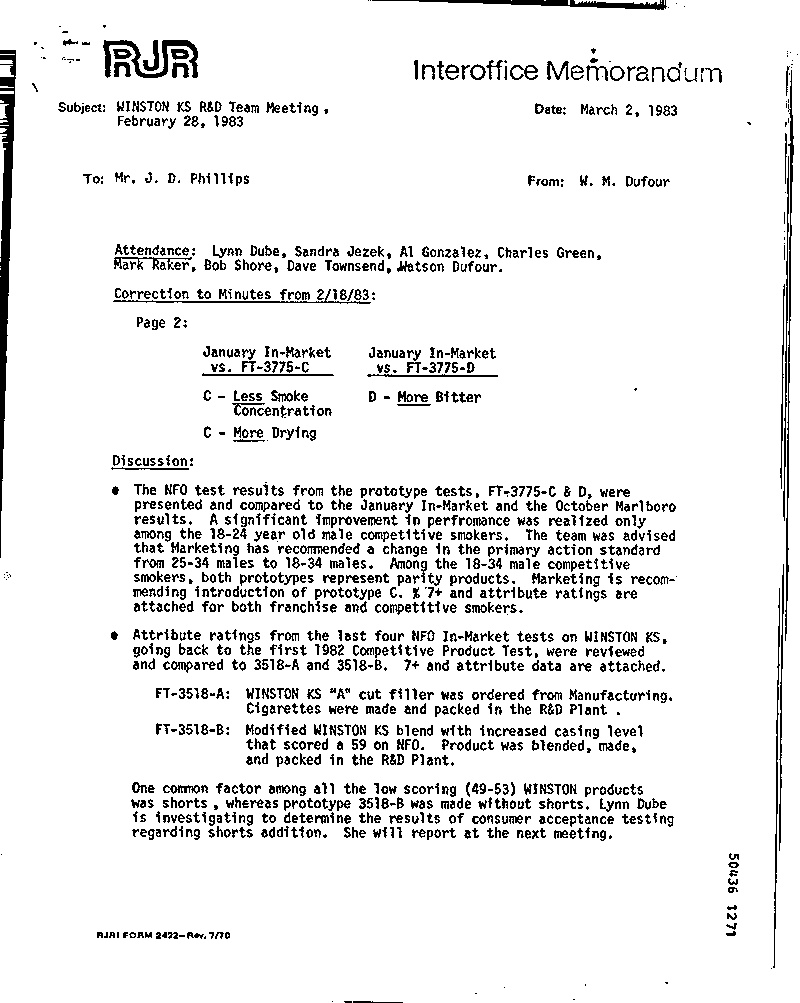 RJR
Interoffice Memorandum
Subject: WINSTON KS R&D Team Meeting,
February 28, 1983
Date: March 2, 1983
To: Mr. J. D. Phillips
From: W. M. Dufour
Attendance: Lynn Dube, Sandra Jezek, Al Gonzalez, Charles Green,
Mark Raker, Bob Shore, Dave Townsend, Watson Dufour.
Correction to Minutes from 2/18/83:
Page 2:
January In-Market January In-Market
vs. FT-3775-C vs. FT-3775-D
C - Less Smoke D - More Bitter
Concentration
C - More Drying
Discussion:
• The NFO test results from the prototype tests, FT-3775-C & D, were
presented and compared to the January In-Market and the October Marlboro
results. A significant improvement in perfromance was realized only
among the 18-24 year old male competitive smokers. The team was advised
that Marketing has recommended a change in the primary action standard
from 25-34 males to 18-34 males. Among the 18-34 male competitive
smokers, both prototypes represent parity products. Marketing is recom-
mending introduction of prototype C. % 7+ and attribute ratings are
attached for both franchise and competitive smokers.
• Attribute ratings from the last four NFO In-Market tests on WINSTON KS,
going back to the first 1982 Competitive Product Test, were reviewed
and compared to 3518-A and 3518-B. 7+ and attribute data are attached.
FT-3518-A: WINSTON KS "A" cut filler was ordered from Manufacturing.
Cigarettes were made and packed in the R&D Plant .
FT-3518-B: Modified WINSTON KS blend with increased casing level
that scored a 59 on NFO. Product was blended, made,
and packed in the R&D Plant.
One common factor among all the low scoring (49-53) WINSTON products
was shorts , whereas prototype 3518-B was made without shorts. Lynn Dube
is investigating to determine the results of consumer acceptance testing
regarding shorts addition. She will report at the next meeting.
50436 1271
RJRI FORM 2422-Rev. 7/70